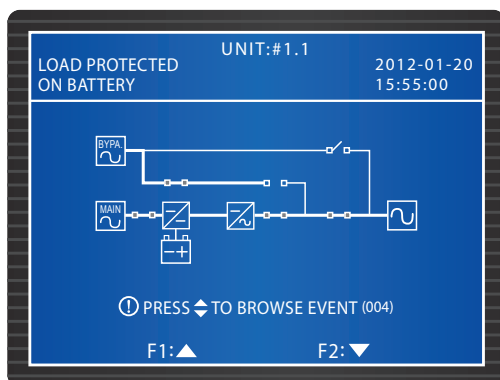 UNIT:#1.1
LOAD PROTECTED
ON BATTERY
2012-01-20
15:55:00
BYPA.
MAIN
PRESS TO BROWSE EVENT (004)
F1:
F2: